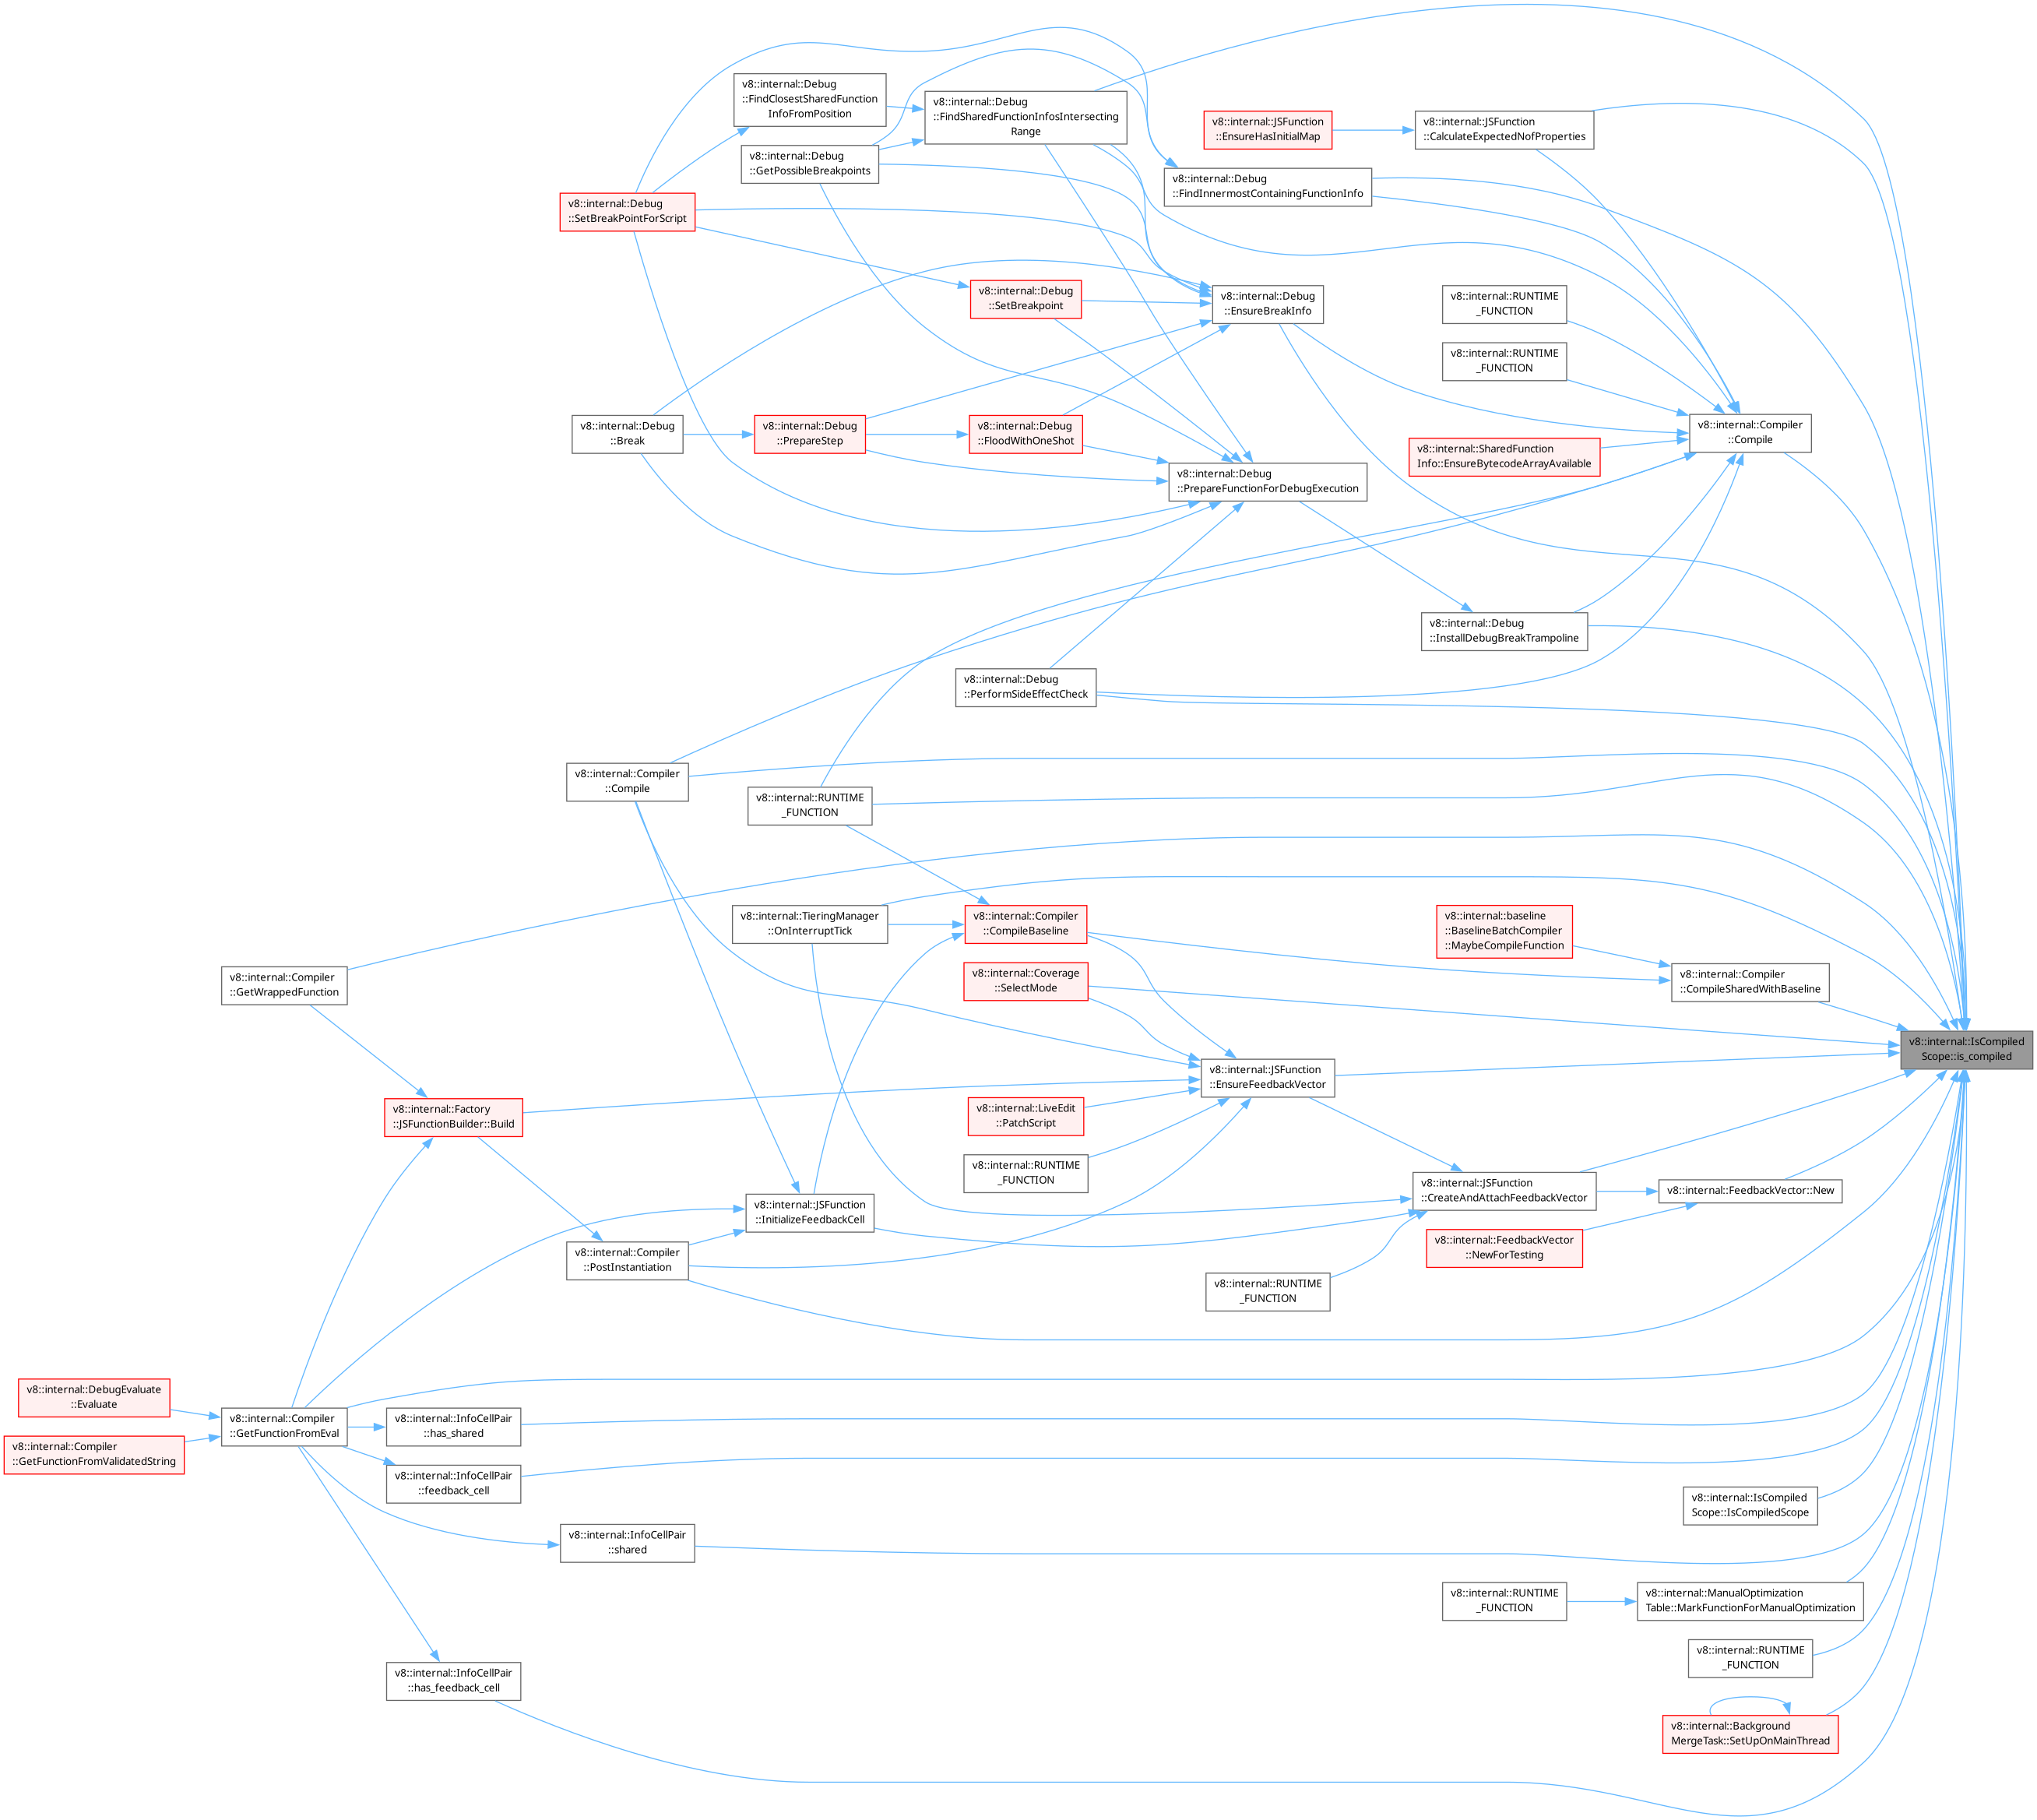 v8::internal::Debug
::FindClosestSharedFunction
InfoFromPosition
v8::internal::Debug
::FindSharedFunctionInfosIntersecting
Range
v8::internal::JSFunction
::EnsureHasInitialMap
v8::internal::JSFunction
::CalculateExpectedNofProperties
v8::internal::Debug
::GetPossibleBreakpoints
v8::internal::Debug
::FindInnermostContainingFunctionInfo
v8::internal::Debug
::SetBreakPointForScript
v8::internal::Debug
::SetBreakpoint
v8::internal::Debug
::EnsureBreakInfo
v8::internal::RUNTIME
_FUNCTION
v8::internal::RUNTIME
_FUNCTION
v8::internal::Debug
::Break
v8::internal::Debug
::PrepareStep
v8::internal::Debug
::FloodWithOneShot
v8::internal::Compiler
::Compile
v8::internal::SharedFunction
Info::EnsureBytecodeArrayAvailable
v8::internal::Debug
::PrepareFunctionForDebugExecution
v8::internal::Debug
::InstallDebugBreakTrampoline
v8::internal::Debug
::PerformSideEffectCheck
v8::internal::Compiler
::Compile
v8::internal::RUNTIME
_FUNCTION
v8::internal::TieringManager
::OnInterruptTick
v8::internal::Compiler
::CompileBaseline
v8::internal::baseline
::BaselineBatchCompiler
::MaybeCompileFunction
v8::internal::Compiler
::GetWrappedFunction
v8::internal::Coverage
::SelectMode
v8::internal::Compiler
::CompileSharedWithBaseline
v8::internal::IsCompiled
Scope::is_compiled
v8::internal::JSFunction
::EnsureFeedbackVector
v8::internal::Factory
::JSFunctionBuilder::Build
v8::internal::LiveEdit
::PatchScript
v8::internal::RUNTIME
_FUNCTION
v8::internal::JSFunction
::CreateAndAttachFeedbackVector
v8::internal::FeedbackVector::New
v8::internal::JSFunction
::InitializeFeedbackCell
v8::internal::FeedbackVector
::NewForTesting
v8::internal::Compiler
::PostInstantiation
v8::internal::RUNTIME
_FUNCTION
v8::internal::DebugEvaluate
::Evaluate
v8::internal::Compiler
::GetFunctionFromEval
v8::internal::InfoCellPair
::has_shared
v8::internal::Compiler
::GetFunctionFromValidatedString
v8::internal::InfoCellPair
::feedback_cell
v8::internal::IsCompiled
Scope::IsCompiledScope
v8::internal::InfoCellPair
::shared
v8::internal::RUNTIME
_FUNCTION
v8::internal::ManualOptimization
Table::MarkFunctionForManualOptimization
v8::internal::RUNTIME
_FUNCTION
v8::internal::InfoCellPair
::has_feedback_cell
v8::internal::Background
MergeTask::SetUpOnMainThread